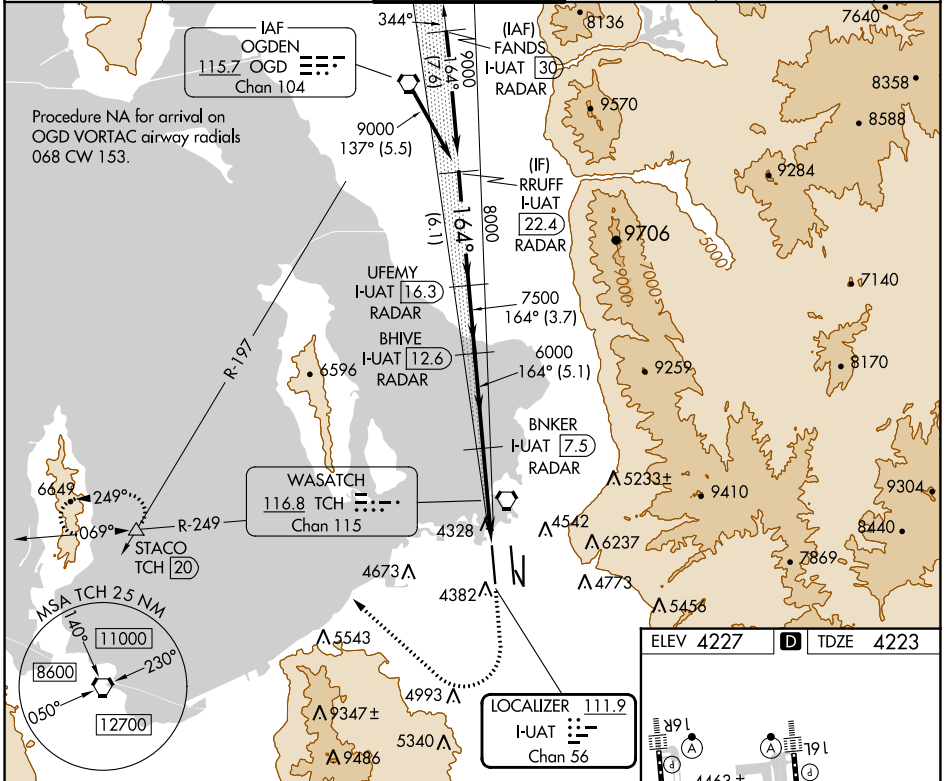 IAF
OGDEN
115.7 OGD
Chan 104
Procedure NA for arrival on
OGD VORTAC airway radials
068 CW 153.
344°
(7.6)
164°
9000
9000
137° (5.5)
(IAF)
FANDS
I-UAT 30
RADAR
8136
7640
8358
9570
8588
9284
(IF)
RRUFF
I-UAT
22.4
RADAR
(6.1)
164°
8000
9706
5000
7000
9000
7140
UFEMY
I-UAT 16.3
RADAR
7500
164° (3.7)
BHIVE
I-UAT 12.6
RADAR
6000
164° (5.1)
R-197
6596
9259
8170
BNKER
I-UAT 7.5
RADAR
WASATCH
116.8 TCH
Chan 115
5233±
9410
9304
6649
249°
069°
R-249
STACO
TCH 20
4328
4542
6237
8440
7869
4673
4382
4773
5456
MSA TCH 25 NM
140°
11000
8600
230°
050°
12700
5543
4993
9347±
5340
9486
LOCALIZER 111.9
I-UAT
Chan 56
ELEV 4227
D
TDZE 4223
16R
A
A
16L
P
P
4463±